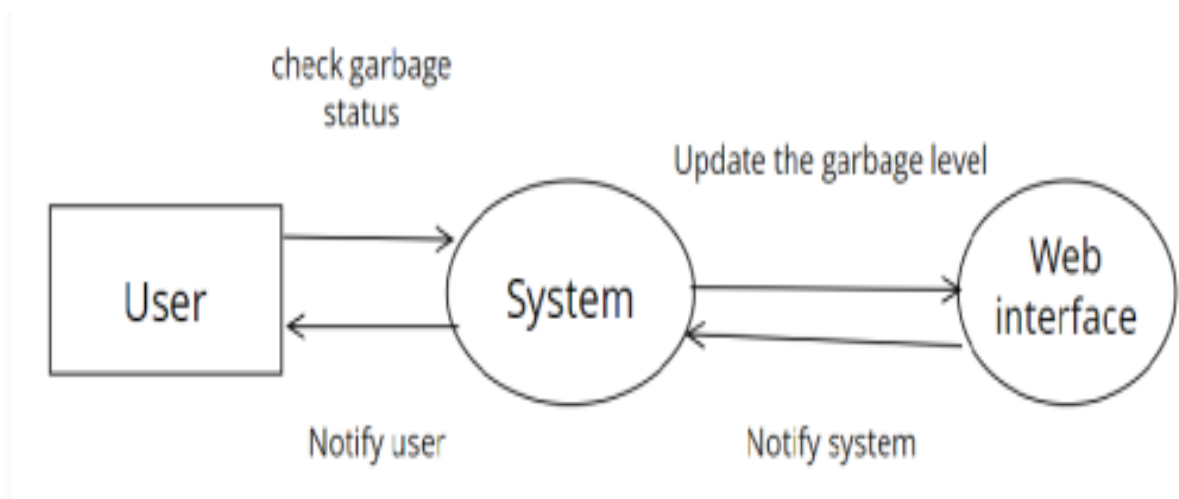 check garbage
status
Update the garbage level
User
System
Web
interface
Notify user
Notify system